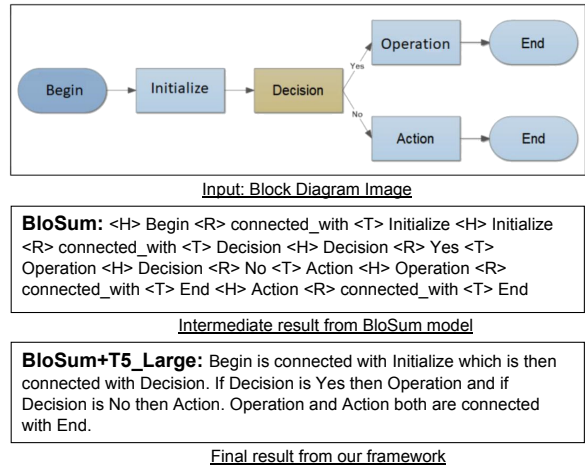 Begin
Initialize
Decision
Yes
Operation
End
No
Action
End
Input: Block Diagram Image
BloSum: <H> Begin <R> connected_with <T> Initialize <H> Initialize
<R> connected_with <T> Decision <H> Decision <R> Yes <T>
Operation <H> Decision <R> No <T> Action <H> Operation <R>
connected_with <T> End <H> Action <R> connected_with <T> End
Intermediate result from BloSum model
BloSum+T5_Large: Begin is connected with Initialize which is then
connected with Decision. If Decision is Yes then Operation and if
Decision is No then Action. Operation and Action both are connected
with End.
Final result from our framework